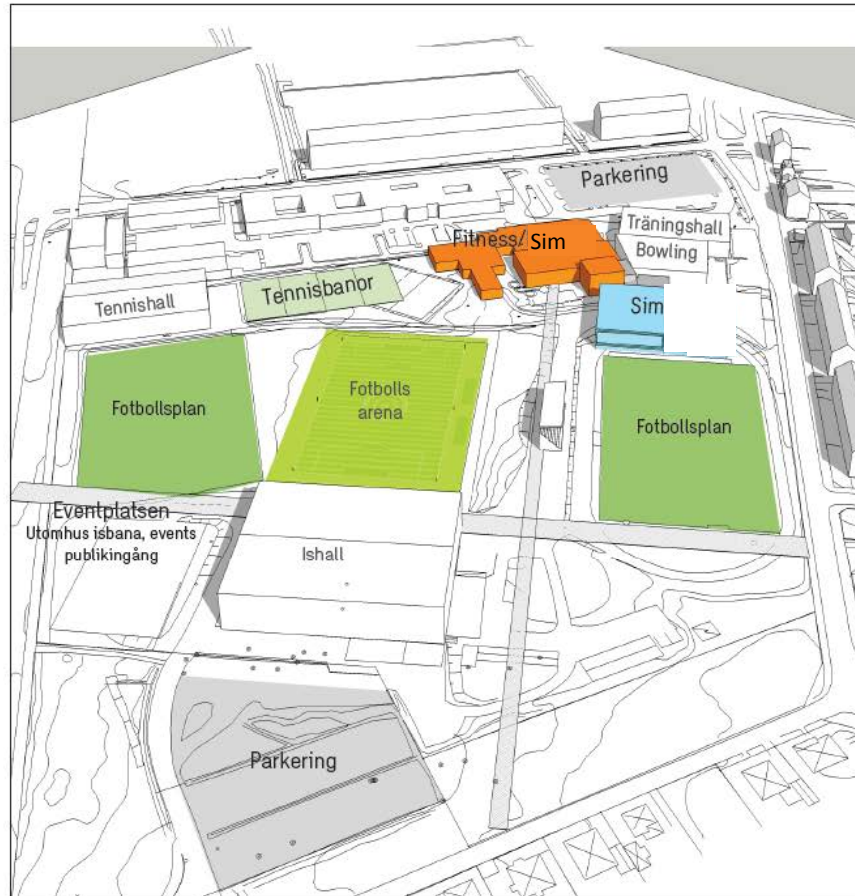 Parkering
Fitness/ Sim
Träningshall
Bowling
Tennishall
Tennisbanor
Sim
Fotbollsplan
Fotbolls
arena
Fotbollsplan
Eventplatsen
Utomhus isbana, events
publikingång
Ishall
Parkering